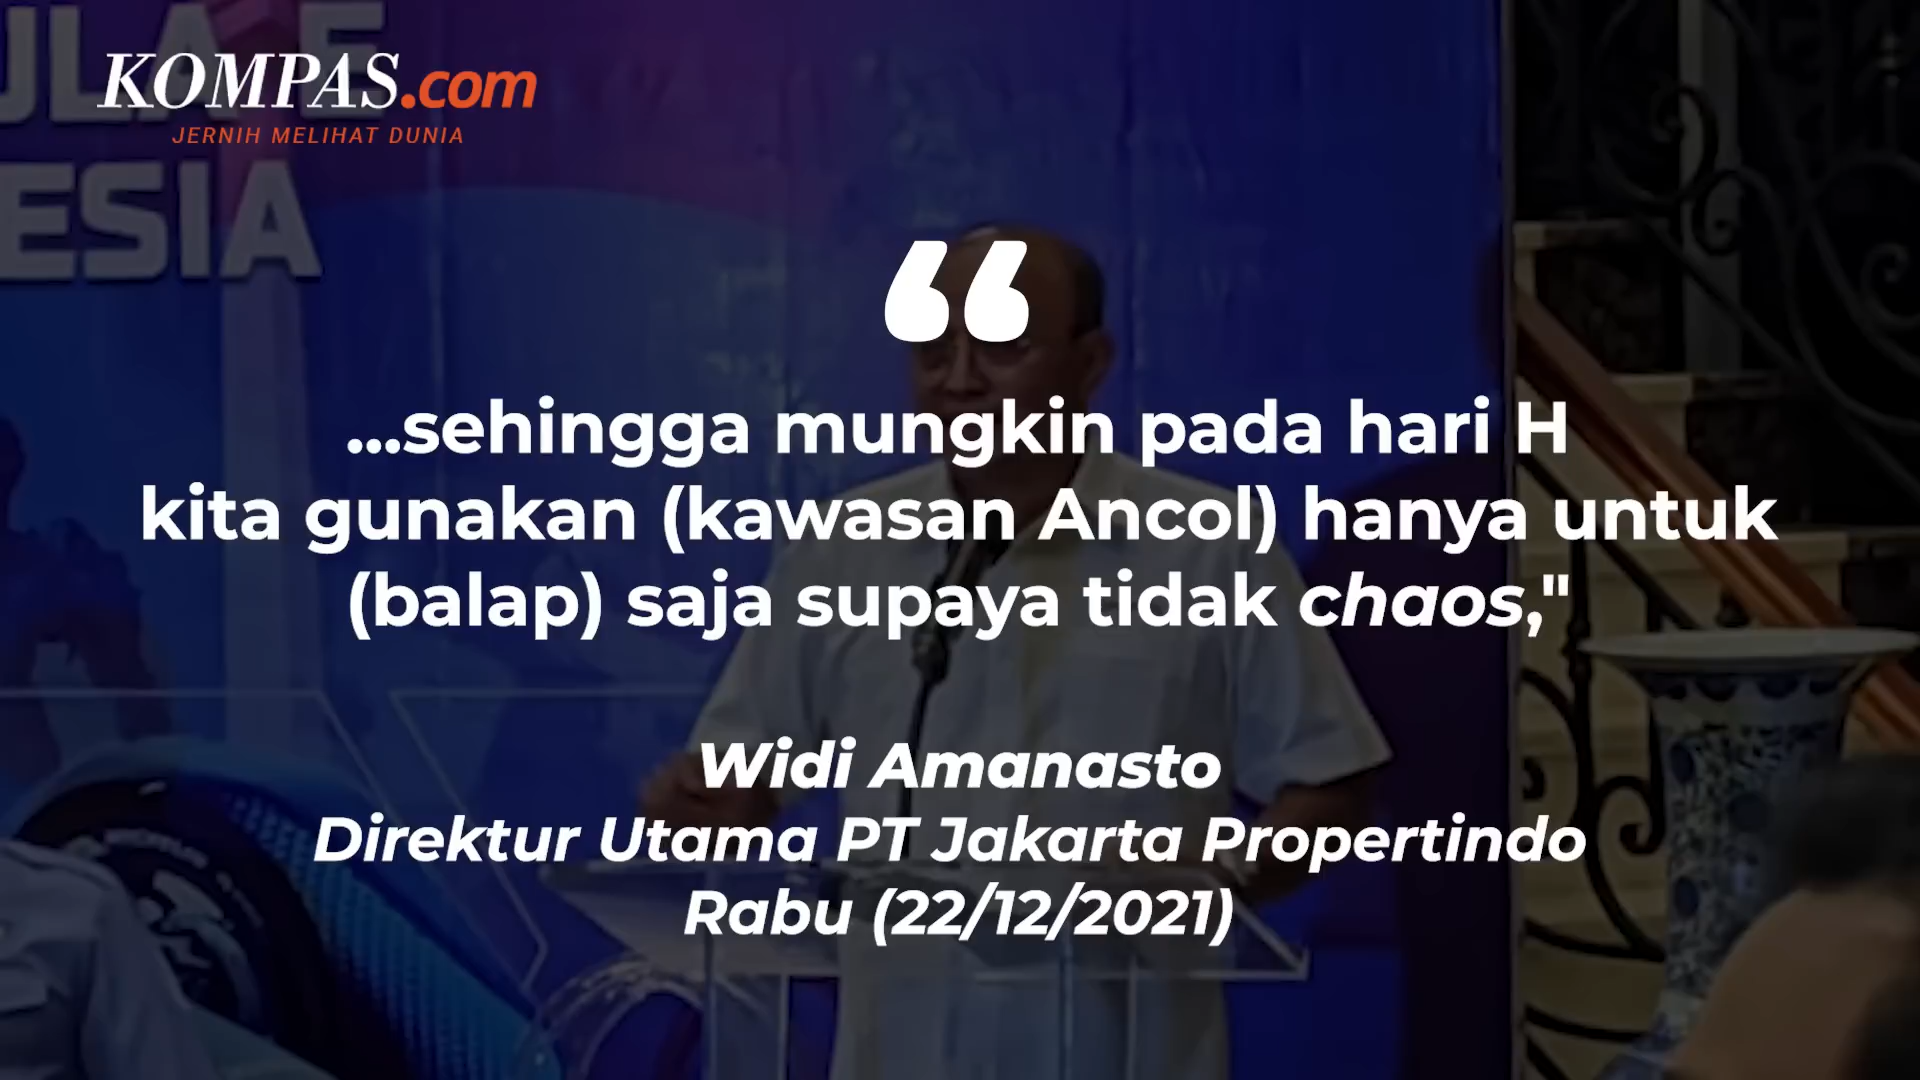 ULA E
KOMPAS.com
JERNIH MELIHAT DUNIA
ESIA
“
...sehingga mungkin pada hari H
kita gunakan (kawasan Ancol) hanya untuk
(balap) saja supaya tidak chaos,"
Widi Amanasto
Direktur Utama PT Jakarta Propertindo
Rabu (22/12/2021)